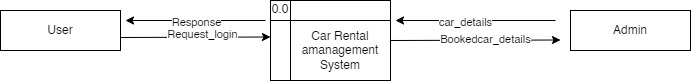 0.0
User
Response
Request_login
Car Rental
amanagement
System
car_details
Bookedcar_details
Admin